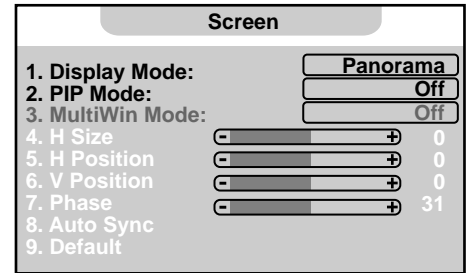 Screen
1. Display Mode: Panorama
2. PIP Mode: Off
3. MultiWin Mode: Off
4. H Size - + 0
5. H Position - + 0
6. V Position - + 0
7. Phase - + 31
8. Auto Sync
9. Default